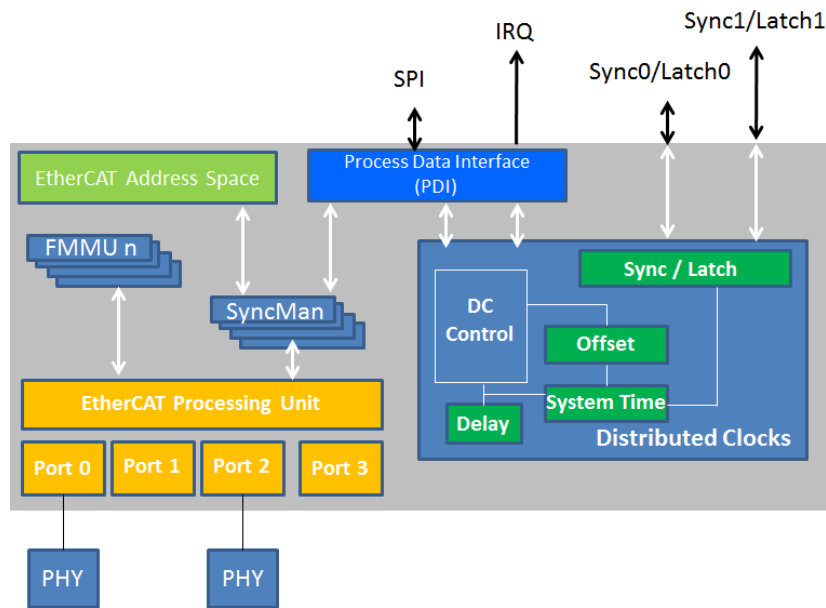 Sync1/Latch1
IRQ
Sync0/Latch0
SPI
EtherCAT Address Space
Process Data Interface
(PDI)
FMMU n
SyncMan
Sync / Latch
DC
Control
Offset
System Time
Delay
Distributed Clocks
EtherCAT Processing Unit
Port 0
Port 1
Port 2
Port 3
PHY
PHY